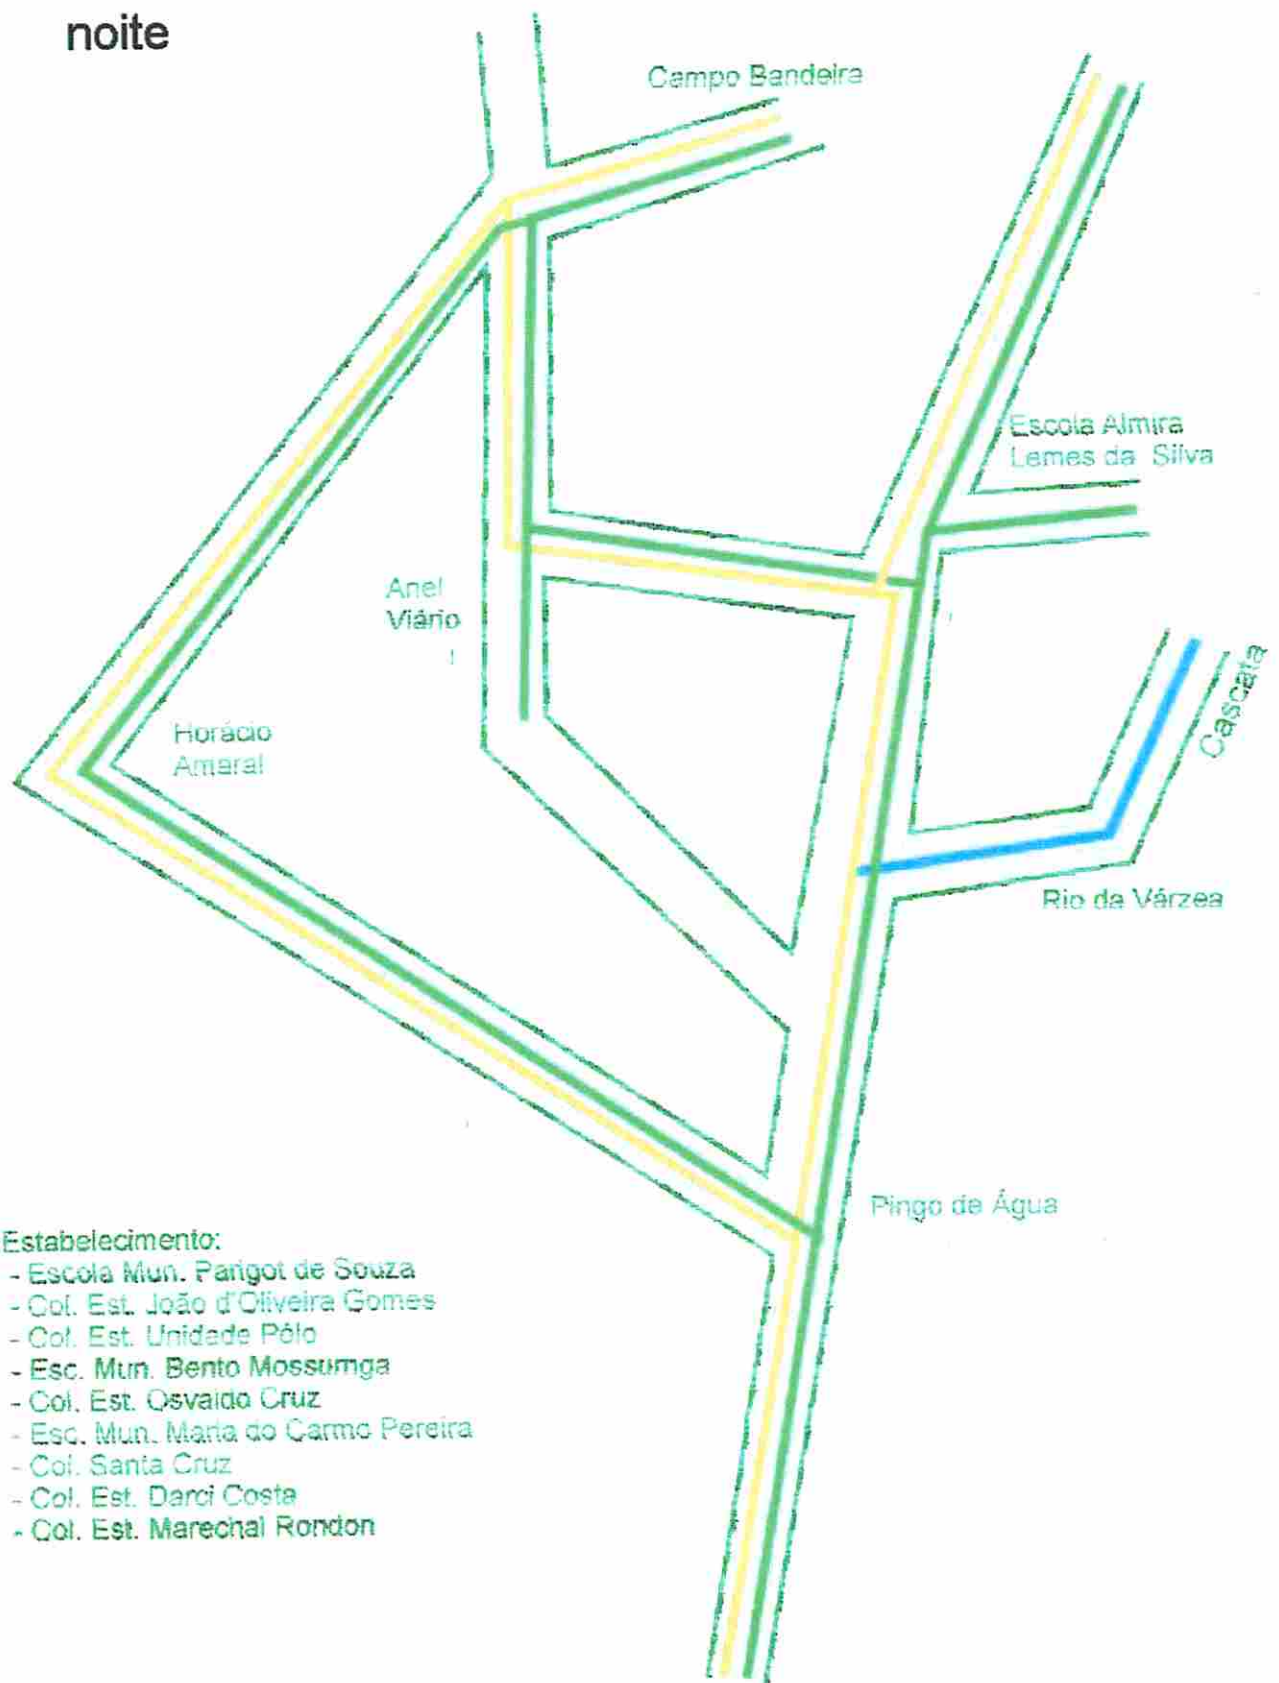 noite
Campo Bandeira
Escola Almira
Lemes da Silva
Anel
Viário
Cascata
Horácio
Amaral
Rio da Várzea
Pingo de Água
Estabelecimento:
- Escola Mun. Parigot de Souza
- Col. Est. João d'Oliveira Gomes
- Col. Est. Unidade Pólo
- Esc. Mun. Bento Mossumga
- Col. Est. Osvaldo Cruz
- Esc. Mun. Maria do Carmo Pereira
- Col. Santa Cruz
- Col. Est. Darci Costa
- Col. Est. Marechal Rondon